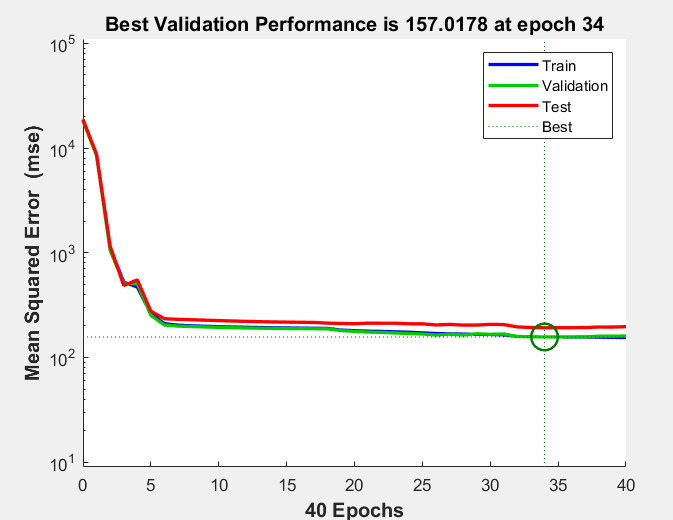 Best Validation Performance is 157.0178 at epoch 34
Mean Squared Error (mse)
10^5
10^4
10^3
10^2
10^1
Train
Validation
Test
Best
0 5 10 15 20 25 30 35 40
40 Epochs